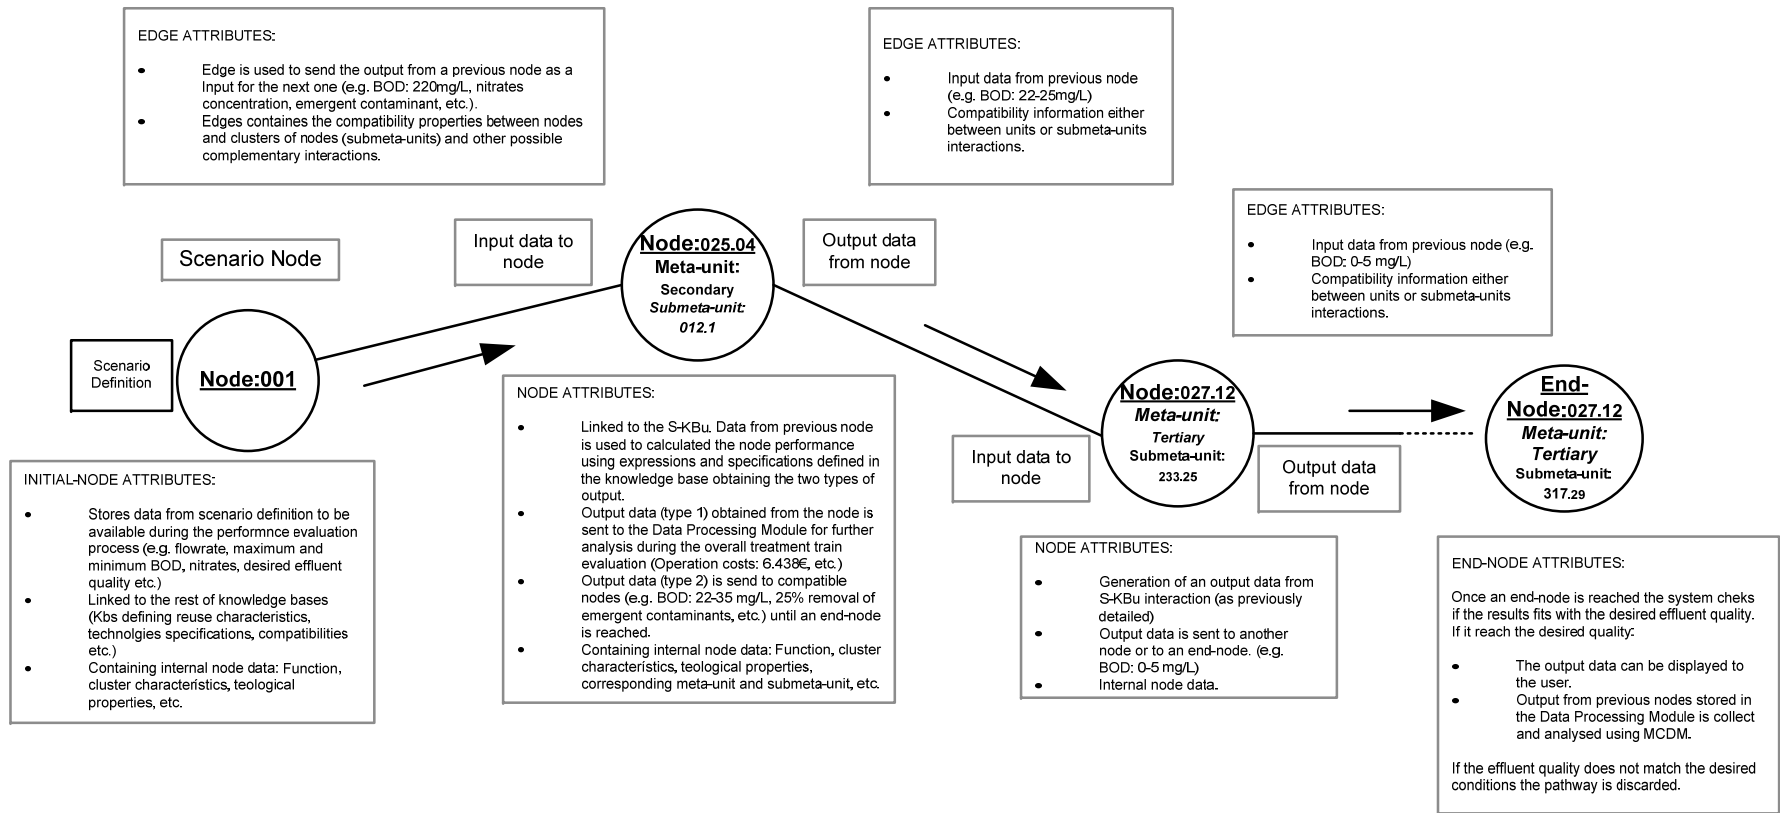 EDGE ATTRIBUTES:
• Edge is used to send the output from a previous node as a
Input for the next one (e.g. BOD: 220mg/L, nitrates
concentration, emergent contaminant, etc.).
• Edges containes the compatibility properties between nodes
and clusters of nodes (submeta-units) and other possible
complementary interactions.
EDGE ATTRIBUTES:
• Input data from previous node
(e.g. BOD: 22-25mg/L)
• Compatibility information either
between units or submeta-units
interactions.
EDGE ATTRIBUTES:
• Input data from previous node (e.g.
BOD: 0-5 mg/L)
• Compatibility information either
between units or submeta-units
interactions.
Scenario Node
Input data to
node
Node:025.04
Meta-unit:
Secondary
Submeta-unit:
012.1
Output data
from node
Scenario
Definition
Node:001
Input data to
node
Node:027.12
Meta-unit:
Tertiary
Submeta-unit:
233.25
Output data
from node
End-
Node:027.12
Meta-unit:
Tertiary
Submeta-unit:
317.29
INITIAL-NODE ATTRIBUTES:
• Stores data from scenario definition to be
available during the performnce evaluation
process (e.g. flowrate, maximum and
minimum BOD, nitrates, desired effluent
quality etc.)
• Linked to the rest of knowledge bases
(Kbs defining reuse characteristics,
technolgies specifications, compatibilities
etc.)
• Containing internal node data: Function,
cluster characteristics, teological
properties, etc.
NODE ATTRIBUTES:
• Linked to the S-KBu. Data from previous node
is used to calculated the node performance
using expressions and specifications defined in
the knowledge base obtaining the two types of
output.
• Output data (type 1) obtained from the node is
sent to the Data Processing Module for further
analysis during the overall treatment train
evaluation (Operation costs: 6.438€, etc.)
• Output data (type 2) is send to compatible
nodes (e.g. BOD: 22-35 mg/L, 25% removal of
emergent contaminants, etc.) until an end-node
is reached.
• Containing internal node data: Function, cluster
characteristics, teological properties,
corresponding meta-unit and submeta-unit, etc.
NODE ATTRIBUTES:
• Generation of an output data from
S-KBu interaction (as previously
detailed)
• Output data is sent to another
node or to an end-node. (e.g.
BOD: 0-5 mg/L)
• Internal node data.
END-NODE ATTRIBUTES:
Once an end-node is reached the system cheks
if the results fits with the desired effluent quality.
If it reach the desired quality:
• The output data can be displayed to
the user.
• Output from previous nodes stored in
the Data Processing Module is collect
and analysed using MCDM.
If the effluent quality does not match the desired
conditions the pathway is discarded.